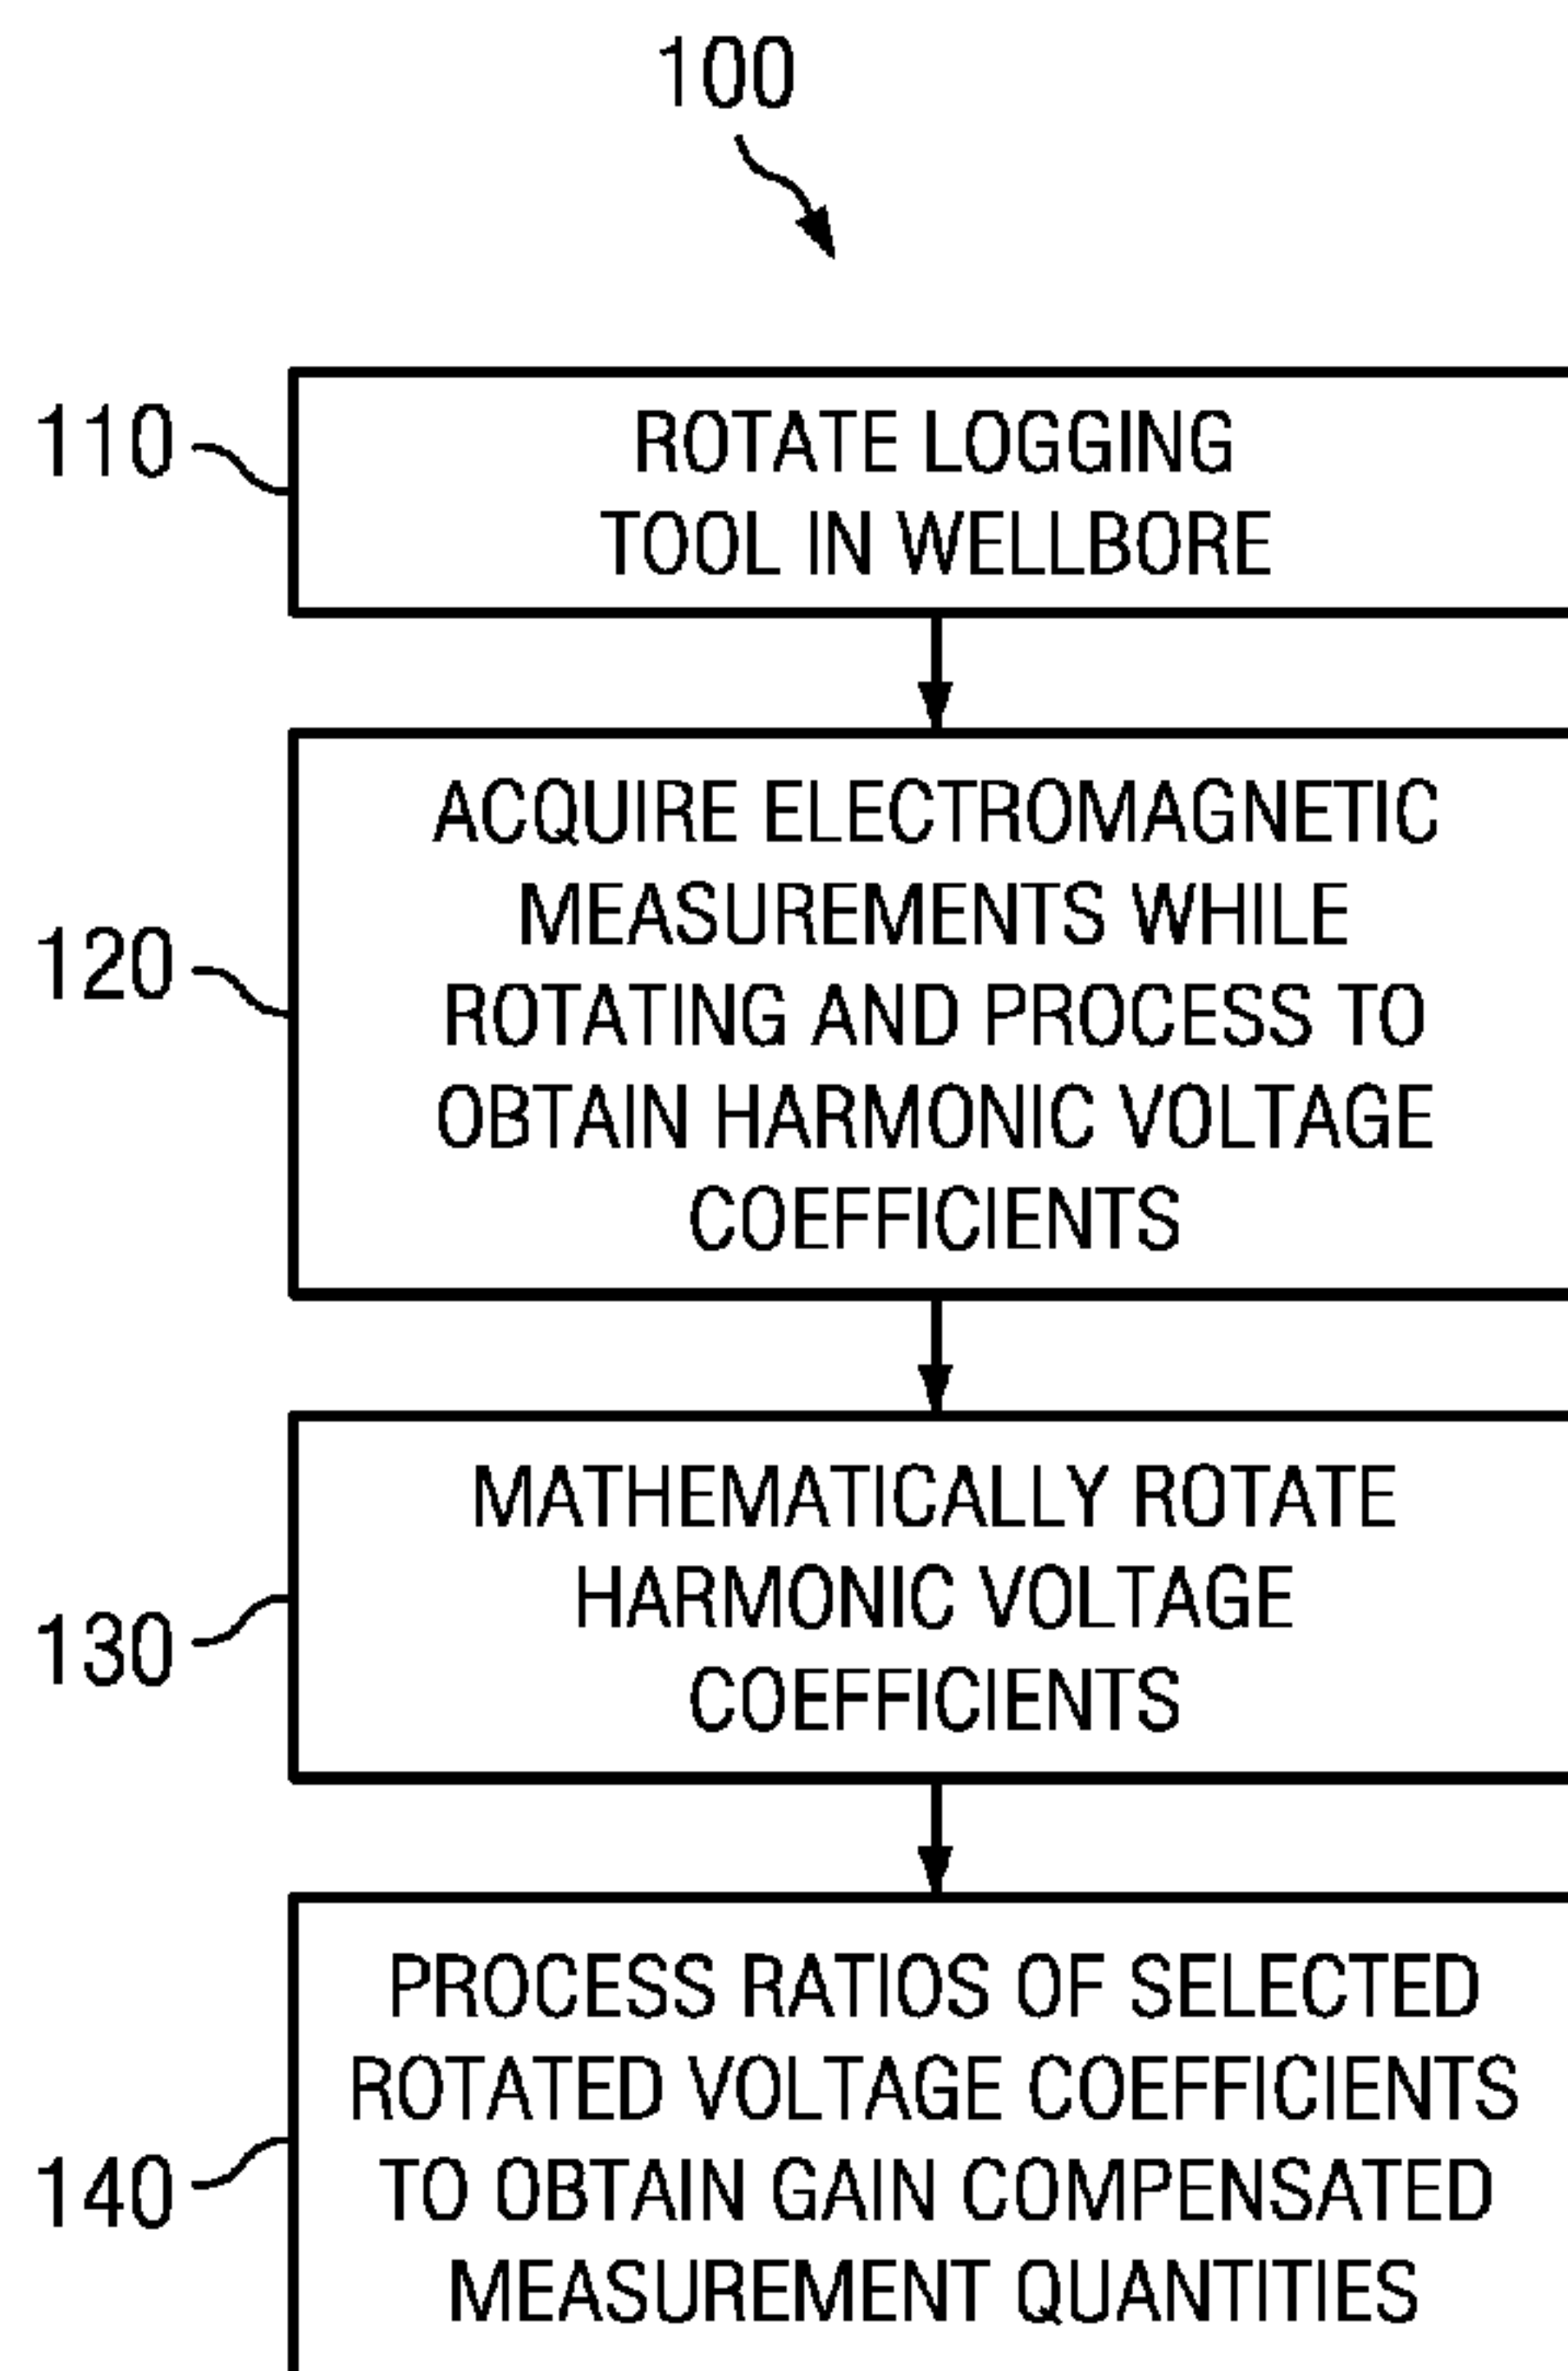 100
110
ROTATE LOGGING
TOOL IN WELLBORE
120
ACQUIRE ELECTROMAGNETIC
MEASUREMENTS WHILE
ROTATING AND PROCESS TO
OBTAIN HARMONIC VOLTAGE
COEFFICIENTS
130
MATHEMATICALLY ROTATE
HARMONIC VOLTAGE
COEFFICIENTS
140
PROCESS RATIOS OF SELECTED
ROTATED VOLTAGE COEFFICIENTS
TO OBTAIN GAIN COMPENSATED
MEASUREMENT QUANTITIES